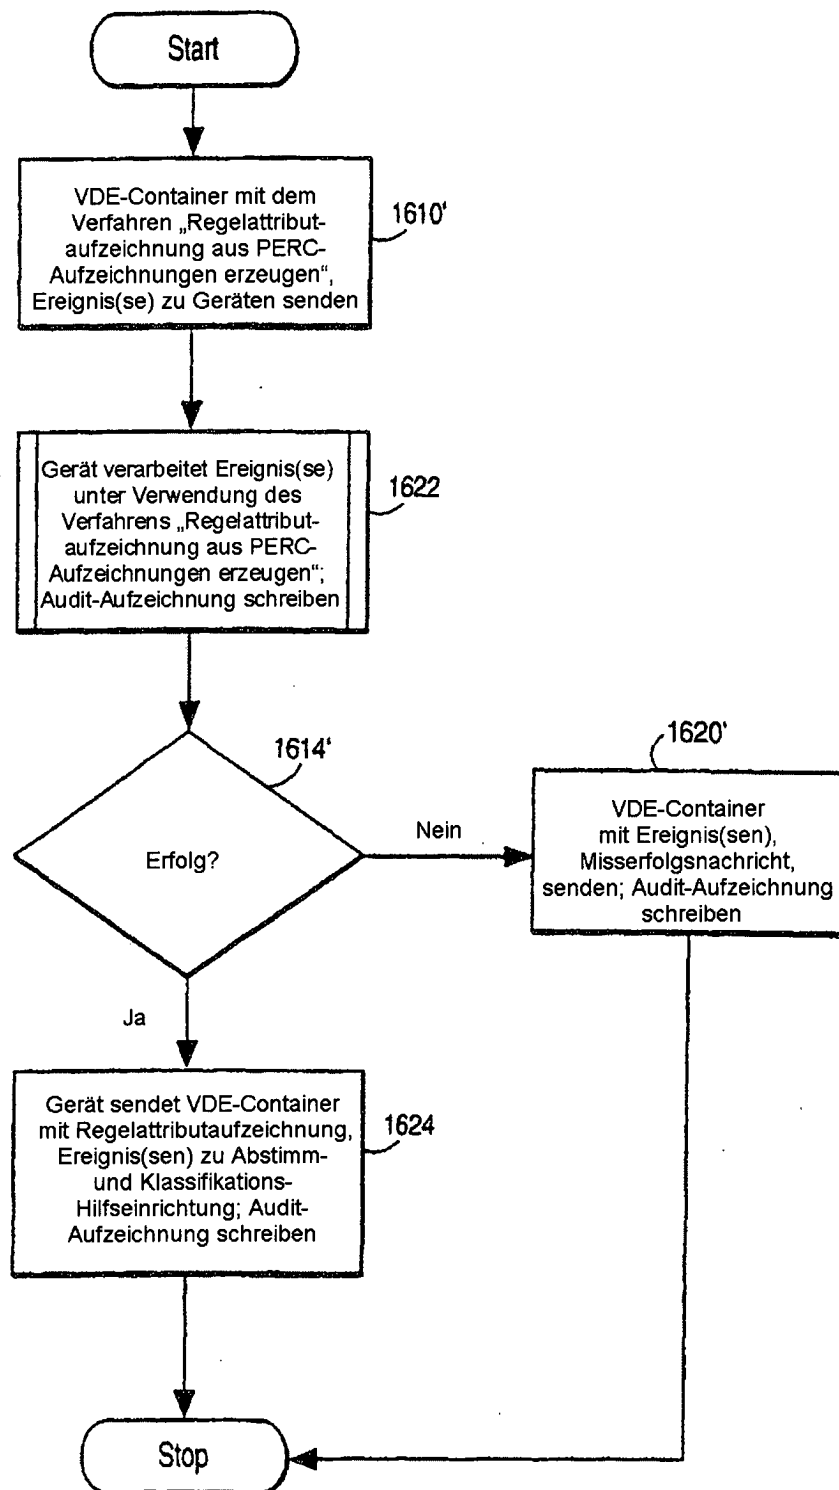 Start
VDE-Container mit dem
Verfahren „Regelattribut-
aufzeichnung aus PERC-
Aufzeichnungen erzeugen“,
Ereignis(se) zu Geräten senden
1610'
Gerät verarbeitet Ereignis(se)
unter Verwendung des
Verfahrens „Regelattribut-
aufzeichnung aus PERC-
Aufzeichnungen erzeugen“;
Audit-Aufzeichnung schreiben
1622
1614'
Erfolg?
Nein
1620'
VDE-Container
mit Ereignis(sen),
Misserfolgsnachricht,
senden; Audit-Aufzeichnung
schreiben
Ja
Gerät sendet VDE-Container
mit Regelattributaufzeichnung,
Ereignis(sen) zu Abstimm-
und Klassifikations-
Hilfseinrichtung; Audit-
Aufzeichnung schreiben
1624
Stop